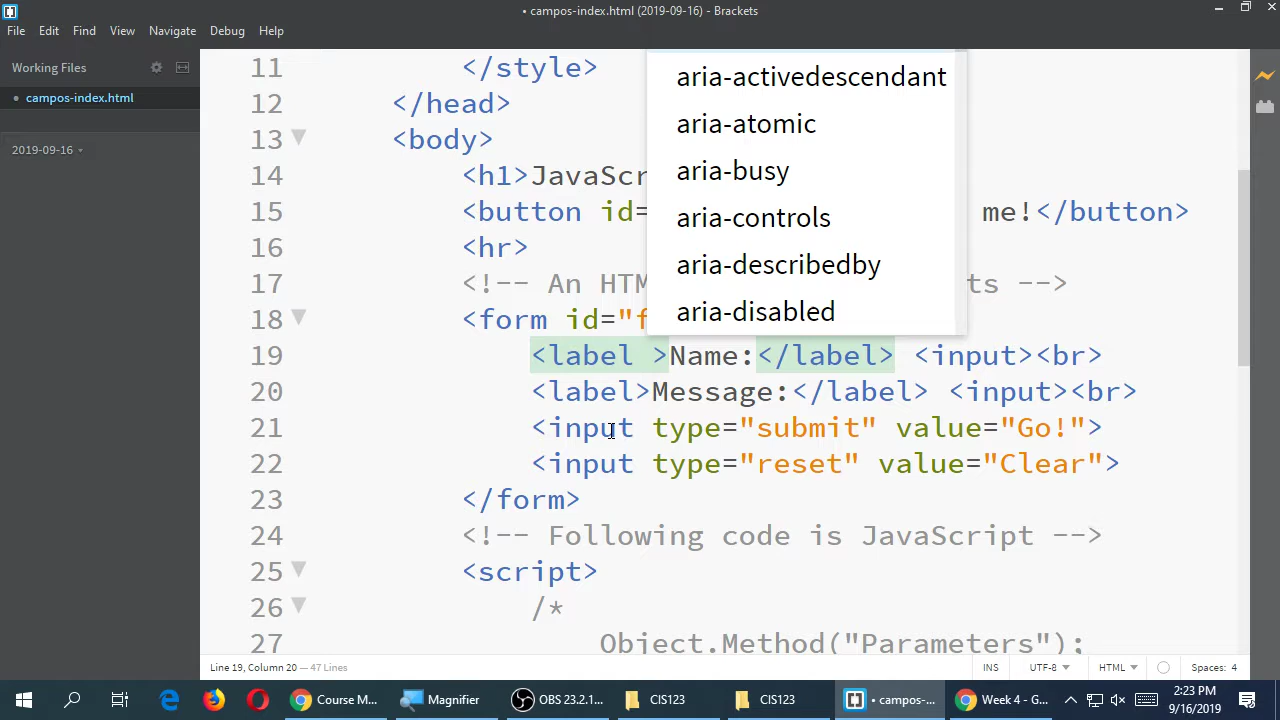 • campos-index.html (2019-09-16) - Brackets
File Edit Find View Navigate Debug Help
Working Files
campos-index.html
2019-09-16
11 </style>
12 </head>
13 <body>
14 <h1>JavaScr
15 <button id= me!</button>
16 <hr>
17 <!-- An HTM ts -->
18 <form id="f
19 <label >Name:</label> <input><br>
20 <label>Message:</label> <input><br>
21 <input type="submit" value="Go!">
22 <input type="reset" value="Clear">
23 </form>
24 <!-- Following code is JavaScript -->
25 <script>
26 /*
27 Object.Method("Parameters");
aria-activedescendant
aria-atomic
aria-busy
aria-controls
aria-describedby
aria-disabled
Line 19, Column 20 — 47 Lines
INS UTF-8 HTML Spaces: 4
Course M... Magnifier OBS 23.2.1... CIS123 CIS123 • campos-... Week 4 - G...
2:23 PM
9/16/2019